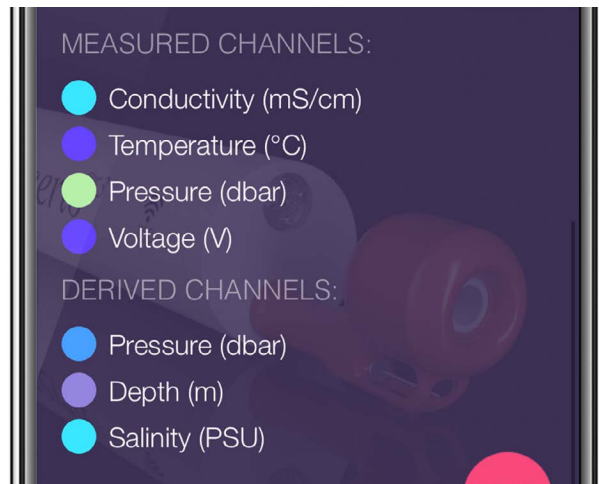 MEASURED CHANNELS:
Conductivity (mS/cm)
Temperature (°C)
Pressure (dbar)
Voltage (V)
DERIVED CHANNELS:
Pressure (dbar)
Depth (m)
Salinity (PSU)